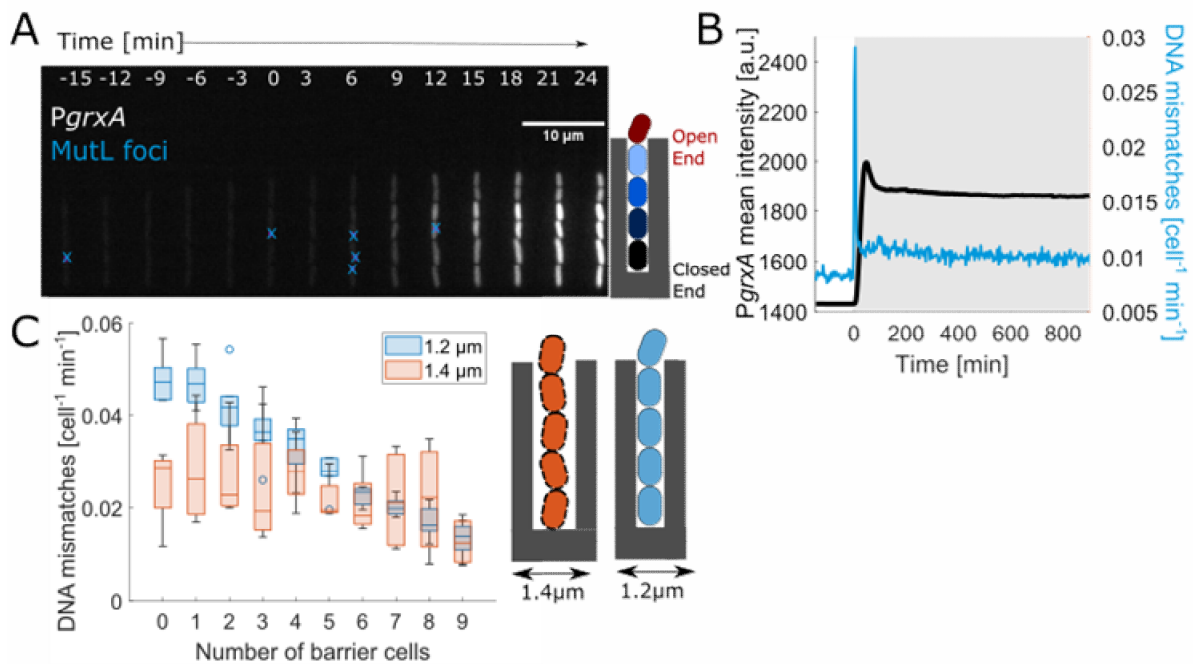 A
Time [min]
-15 -12 -9 -6 -3 0 3 6 9 12 15 18 21 24
PgrxA
MutL foci
10 µm
x x x x x x
Open
End
Closed
End
B
PgrxA mean intensity [a.u.]
2400
2200
2000
1800
1600
1400
0 200 400 600 800
Time [min]
0.03
0.025
0.02
0.015
0.01
0.005
DNA mismatches [cell⁻¹ min⁻¹]
C
DNA mismatches [cell⁻¹ min⁻¹]
0.06
0.04
0.02
0
0 1 2 3 4 5 6 7 8 9
Number of barrier cells
1.2 µm
1.4 µm
1.4µm
1.2µm